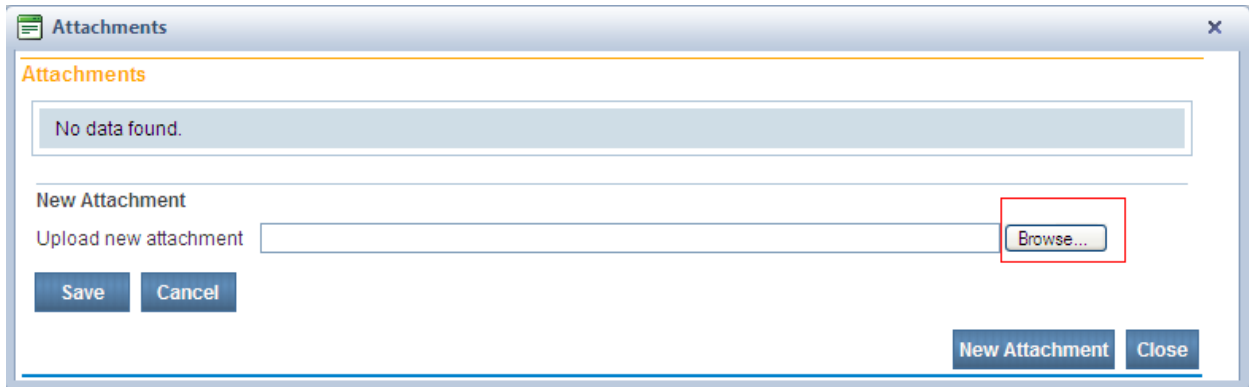 Attachments
Attachments
No data found.
New Attachment
Upload new attachment Browse...
Save Cancel
New Attachment Close